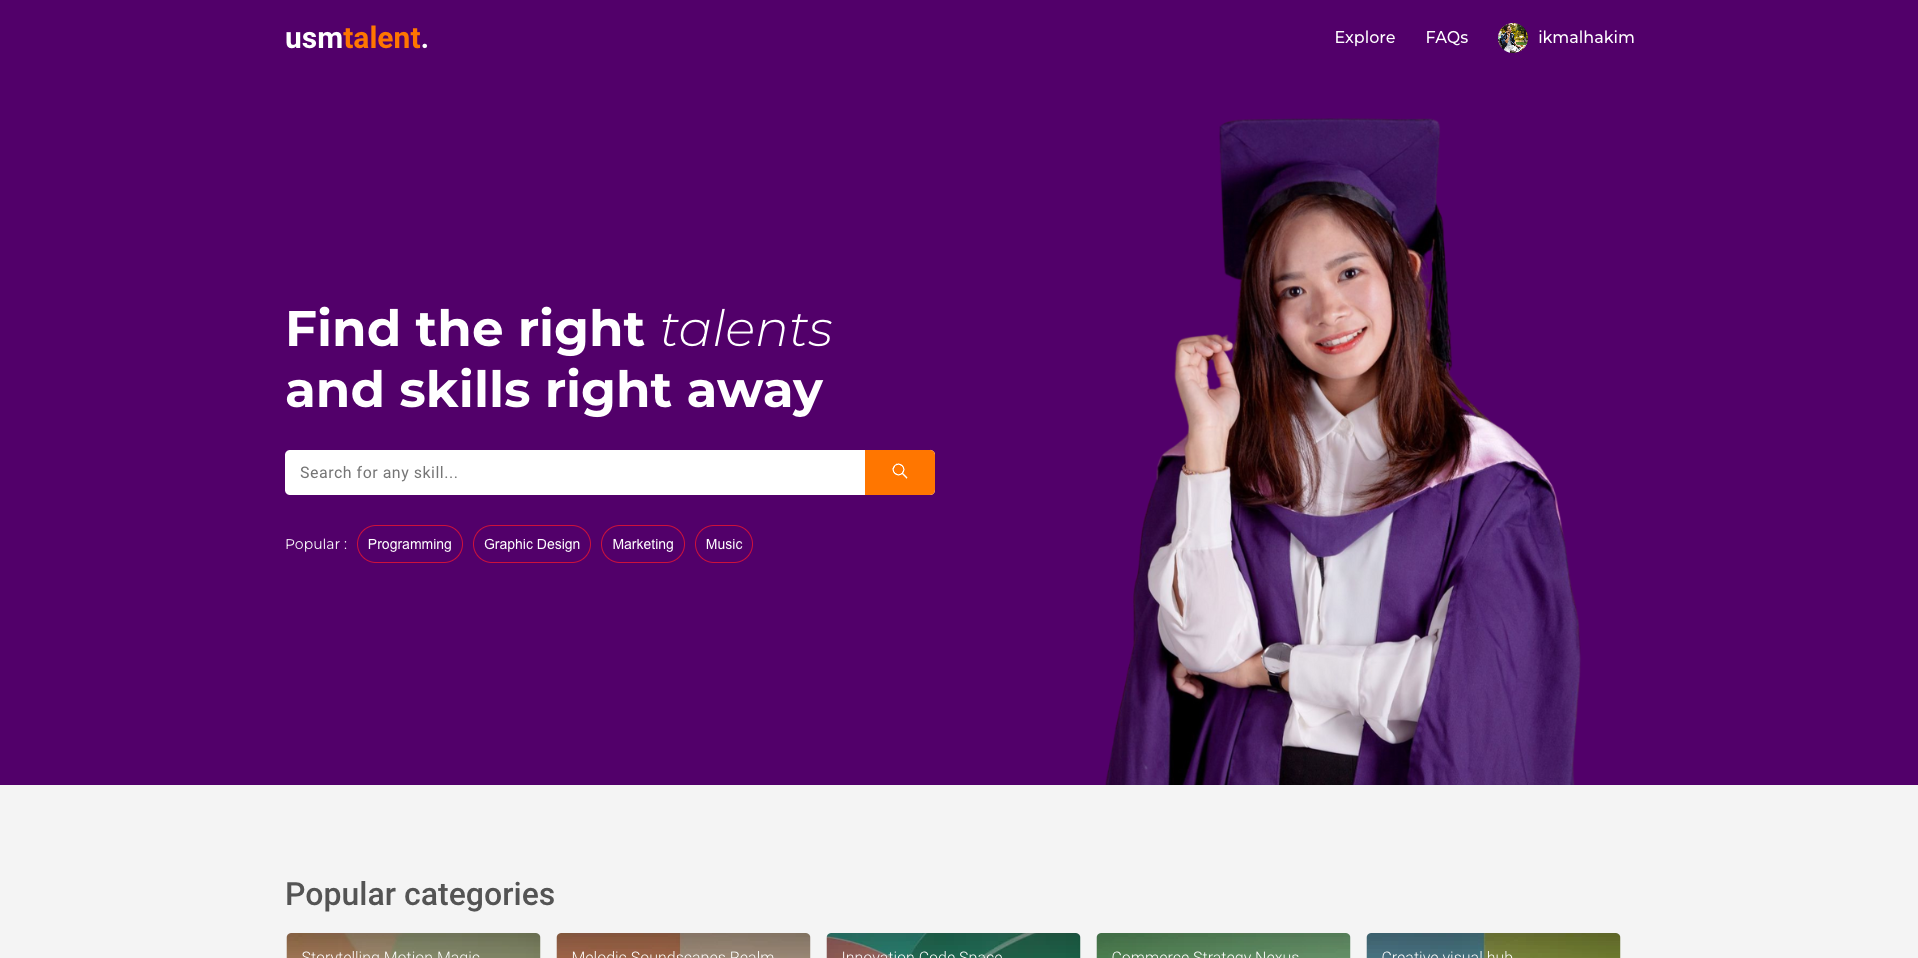 usmtalent.
Explore
FAQs
ikmalhakim
Find the right talents
and skills right away
Search for any skill...
Popular :
Programming
Graphic Design
Marketing
Music
Popular categories
Storytelling Motion Magic
Melodic Soundscapes Realm
Innovation Code Space
Commerce Strategy Nexus
Creative visual hub